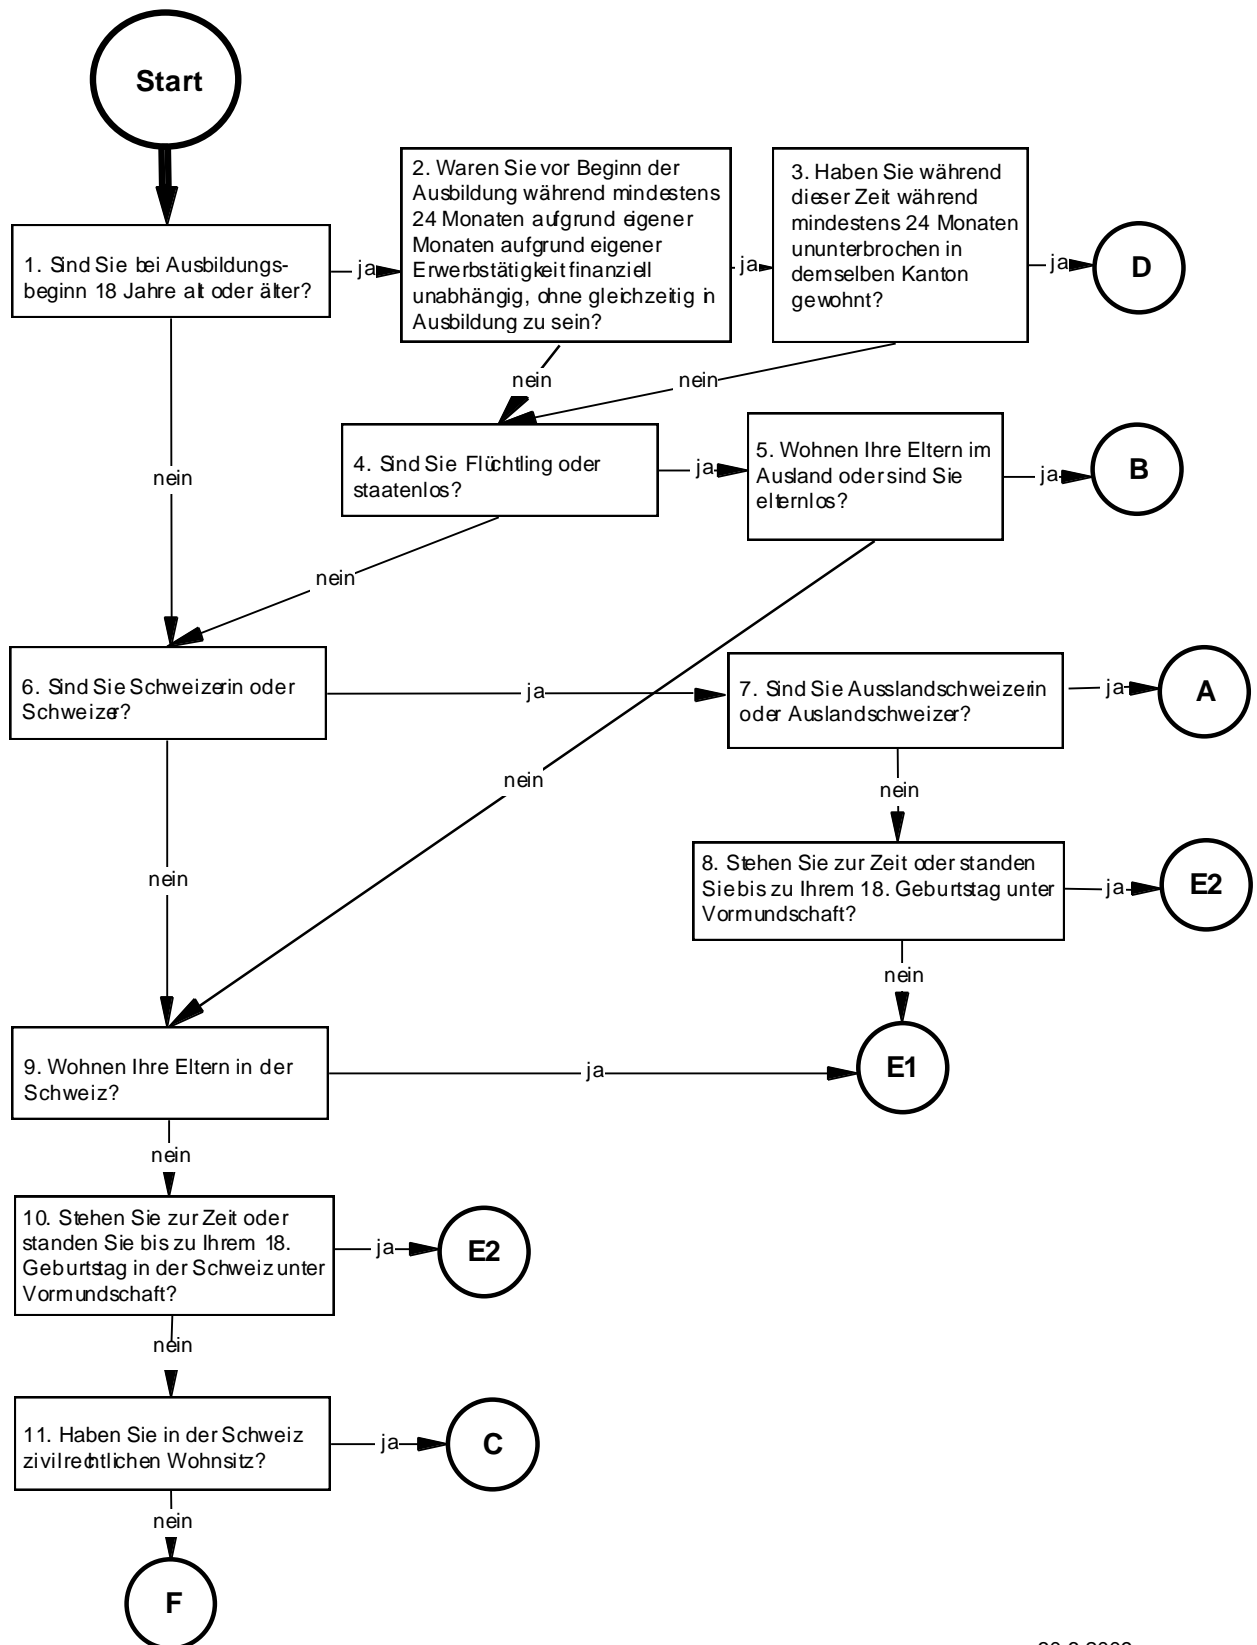 Start
1. Sind Sie bei Ausbildungs-
beginn 18 Jahre alt oder älter?
ja
2. Waren Sie vor Beginn der
Ausbildung während mindestens
24 Monaten aufgrund eigener
Monaten aufgrund eigener
Erwerbstätigkeit finanziell
unabhängig, ohne gleichzeitig in
Ausbildung zu sein?
ja
3. Haben Sie während
dieser Zeit während
mindestens 24 Monaten
ununterbrochen in
demselben Kanton
gewohnt?
ja
D
nein
nein
nein
4. Sind Sie Flüchtling oder
staatenlos?
ja
5. Wohnen Ihre Eltern im
Ausland oder sind Sie
elternlos?
ja
B
nein
6. Sind Sie Schweizerin oder
Schweizer?
ja
7. Sind Sie Ausslandschweizerin
oder Auslandschweizer?
ja
A
nein
nein
nein
8. Stehen Sie zur Zeit oder standen
Sie bis zu Ihrem 18. Geburtstag unter
Vormundschaft?
ja
E2
nein
9. Wohnen Ihre Eltern in der
Schweiz?
ja
E1
nein
10. Stehen Sie zur Zeit oder
standen Sie bis zu Ihrem 18.
Geburtstag in der Schweiz unter
Vormundschaft?
ja
E2
nein
11. Haben Sie in der Schweiz
zivilrechtlichen Wohnsitz?
ja
C
nein
F